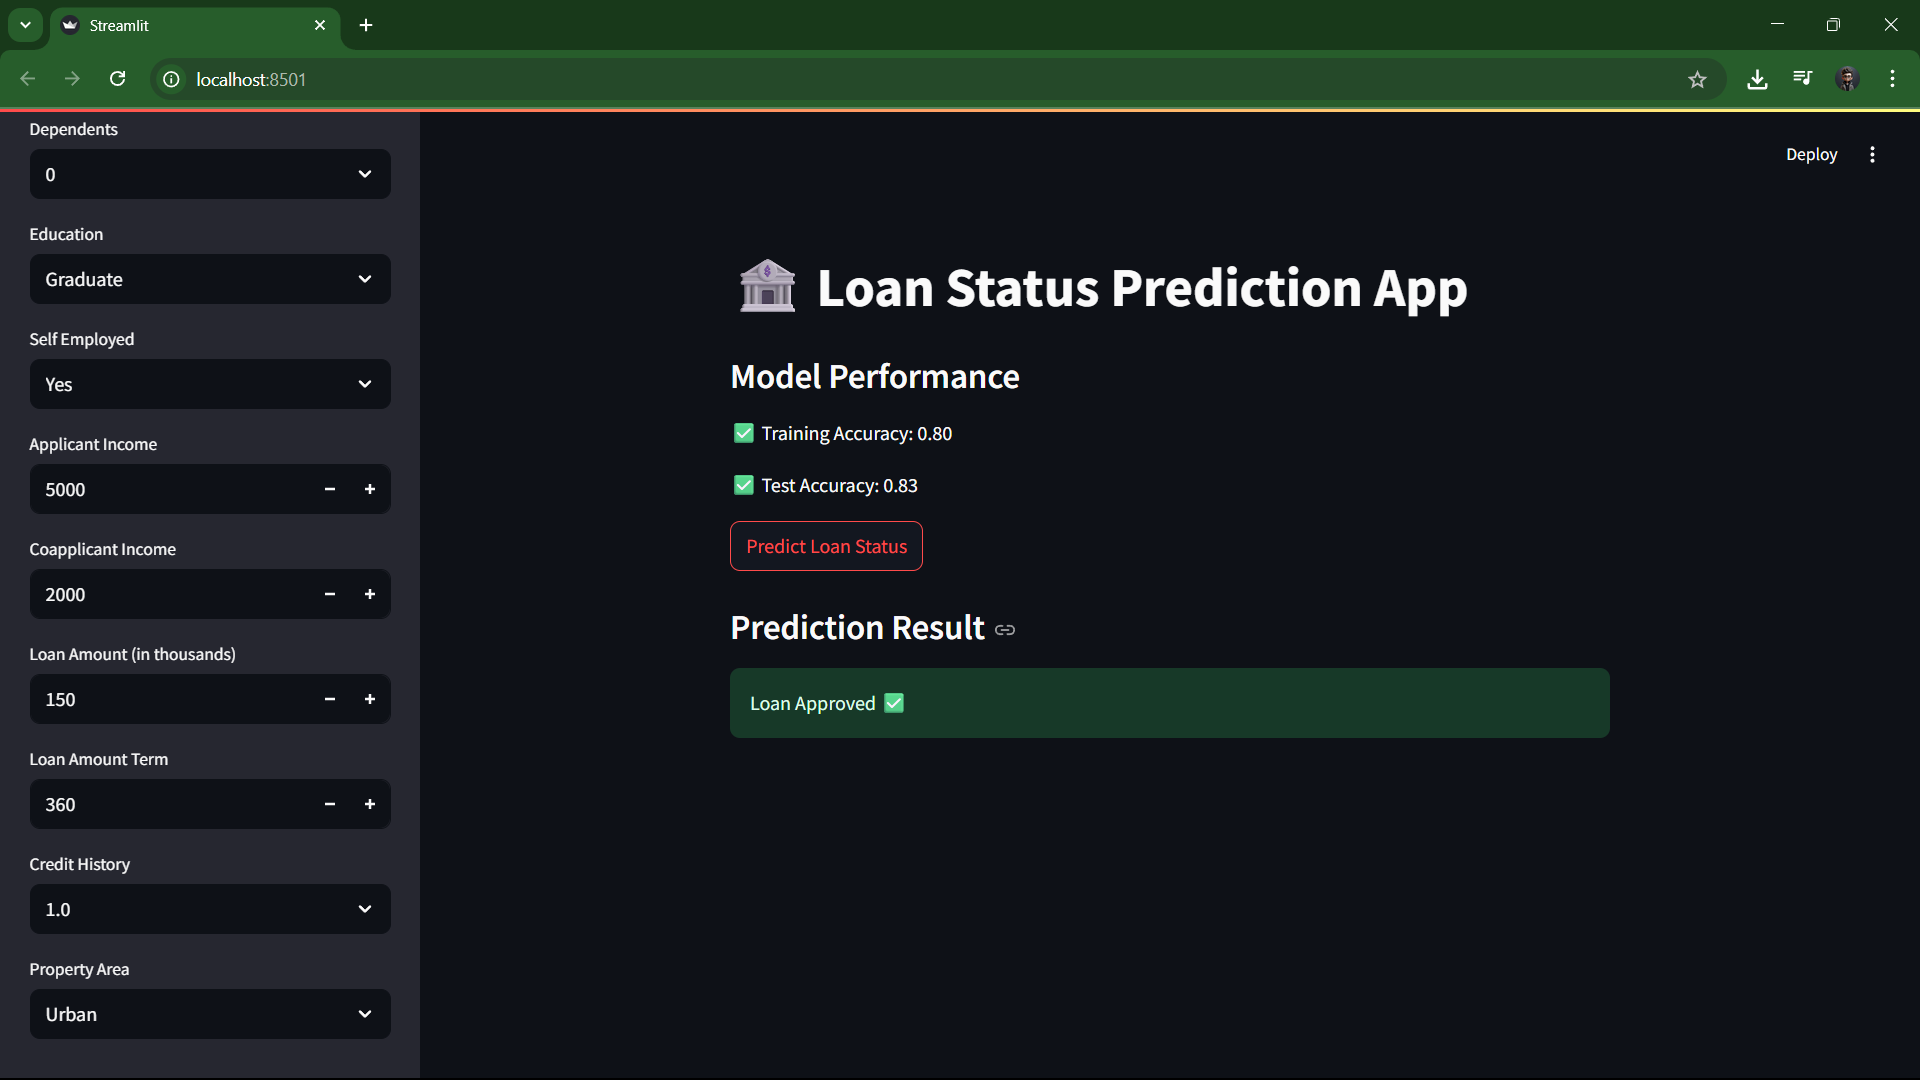 Streamlit
localhost:8501
Dependents
0
Education
Graduate
Self Employed
Yes
Applicant Income
5000
Coapplicant Income
2000
Loan Amount (in thousands)
150
Loan Amount Term
360
Credit History
1.0
Property Area
Urban
Deploy
Loan Status Prediction App
Model Performance
✅ Training Accuracy: 0.80
✅ Test Accuracy: 0.83
Predict Loan Status
Prediction Result
Loan Approved ✅